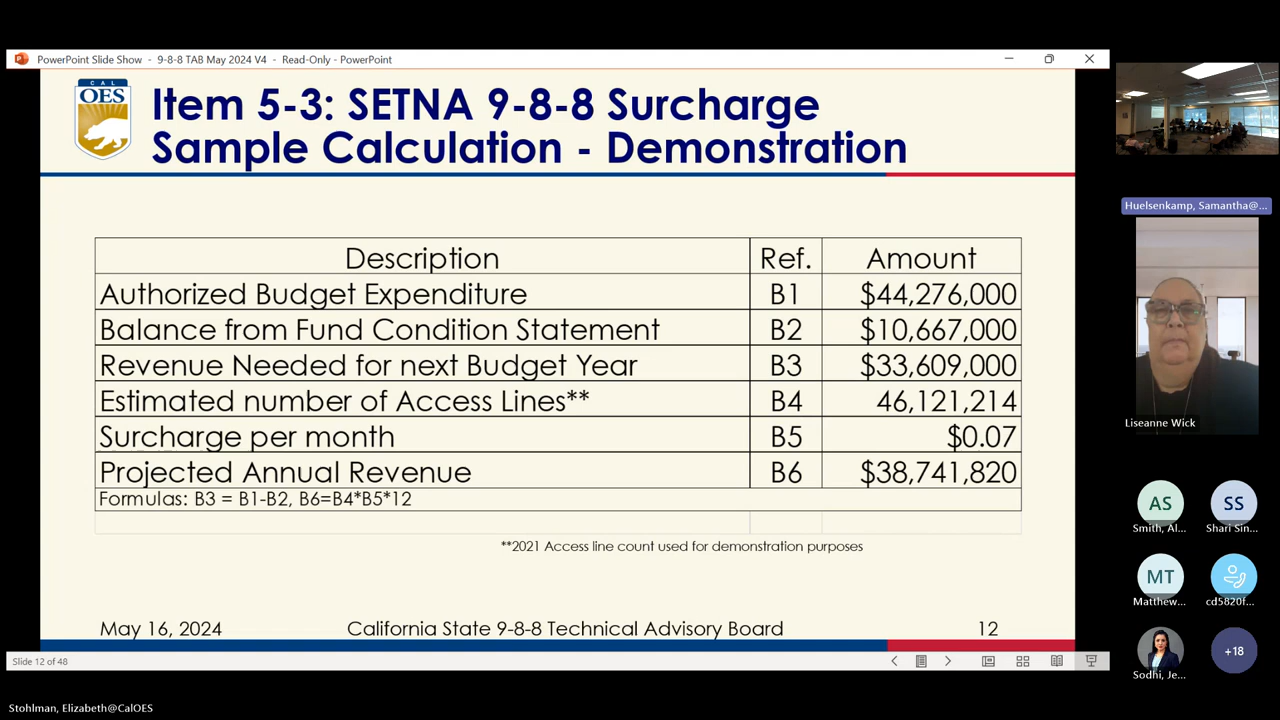 PowerPoint Slide Show - 9-8-8 TAB May 2024 V4 - Read-Only - PowerPoint
CAL
OES
Item 5-3: SETNA 9-8-8 Surcharge
Sample Calculation - Demonstration
Description Ref. Amount
Authorized Budget Expenditure B1 $44,276,000
Balance from Fund Condition Statement B2 $10,667,000
Revenue Needed for next Budget Year B3 $33,609,000
Estimated number of Access Lines** B4 46,121,214
Surcharge per month B5 $0.07
Projected Annual Revenue B6 $38,741,820
Formulas: B3 = B1-B2, B6=B4*B5*12
**2021 Access line count used for demonstration purposes
May 16, 2024 California State 9-8-8 Technical Advisory Board 12
Slide 12 of 48
Stohlman, Elizabeth@CalOES
Huelsenkamp, Samantha@...
Liseanne Wick
AS SS
Smith, Al... Shari Sin...
MT
Matthew... cd5820f...
+18
Sodhi, Je...